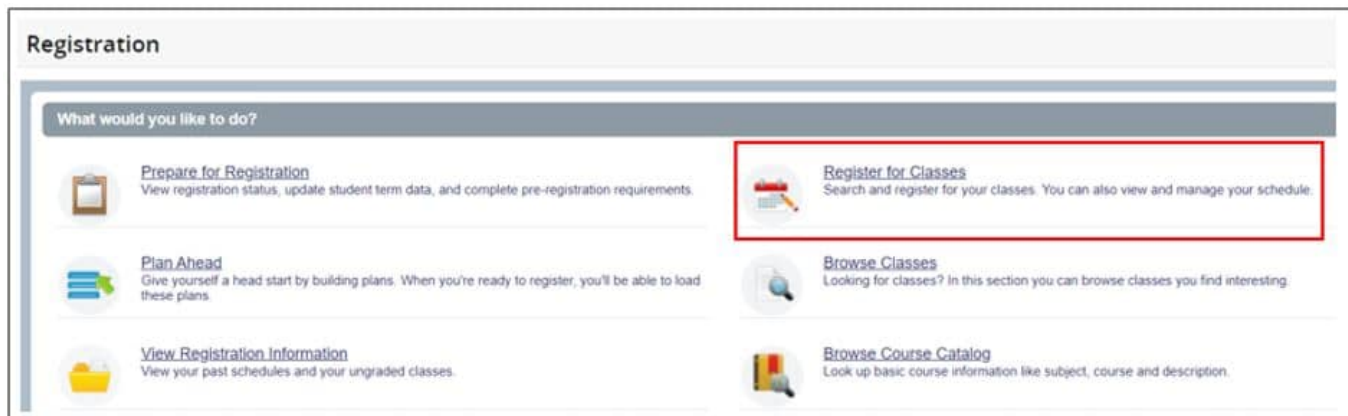 Registration
What would you like to do?
Prepare for Registration
View registration status, update student term data, and complete pre-registration requirements.
Register for Classes
Search and register for your classes. You can also view and manage your schedule.
Plan Ahead
Give yourself a head start by building plans. When you're ready to register, you'll be able to load
these plans.
Browse Classes
Looking for classes? In this section you can browse classes you find interesting.
View Registration Information
View your past schedules and your ungraded classes.
Browse Course Catalog
Look up basic course information like subject, course and description.